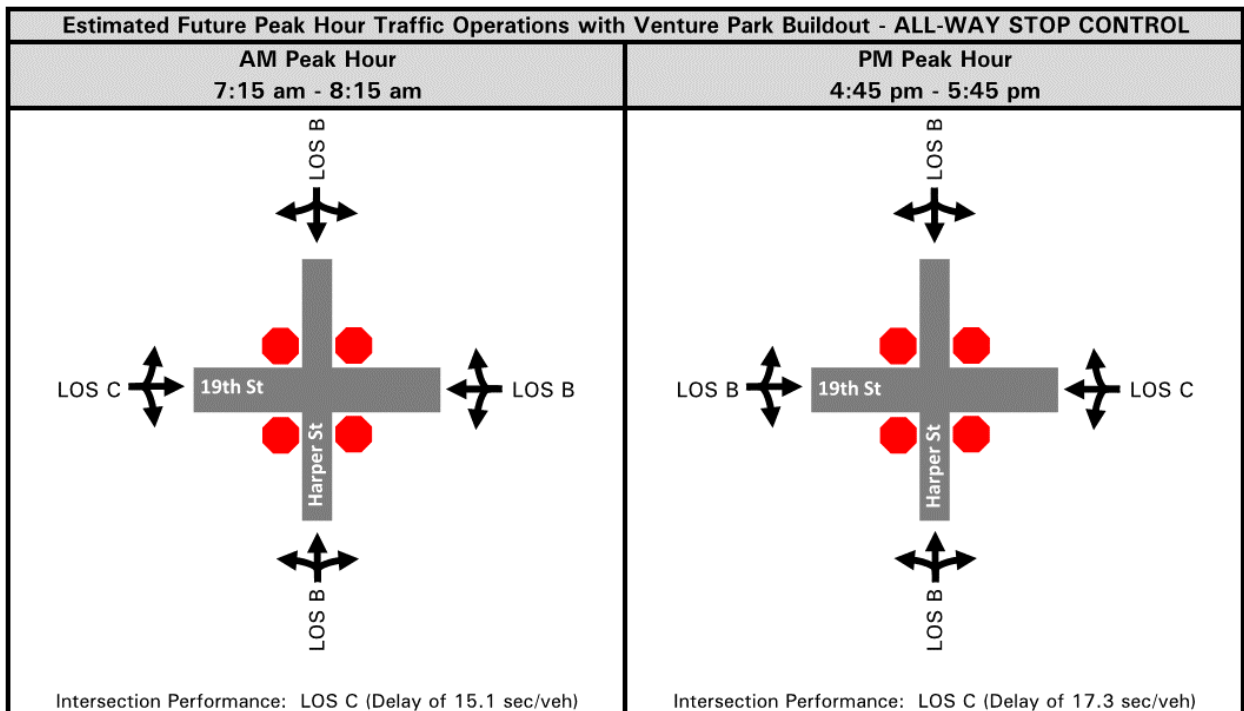 Estimated Future Peak Hour Traffic Operations with Venture Park Buildout - ALL-WAY STOP CONTROL
AM Peak Hour
7:15 am - 8:15 am
PM Peak Hour
4:45 pm - 5:45 pm
LOS B
LOS C
19th St
LOS B
Harper St
LOS B
Intersection Performance: LOS C (Delay of 15.1 sec/veh)
LOS B
LOS B
19th St
LOS C
Harper St
LOS B
Intersection Performance: LOS C (Delay of 17.3 sec/veh)